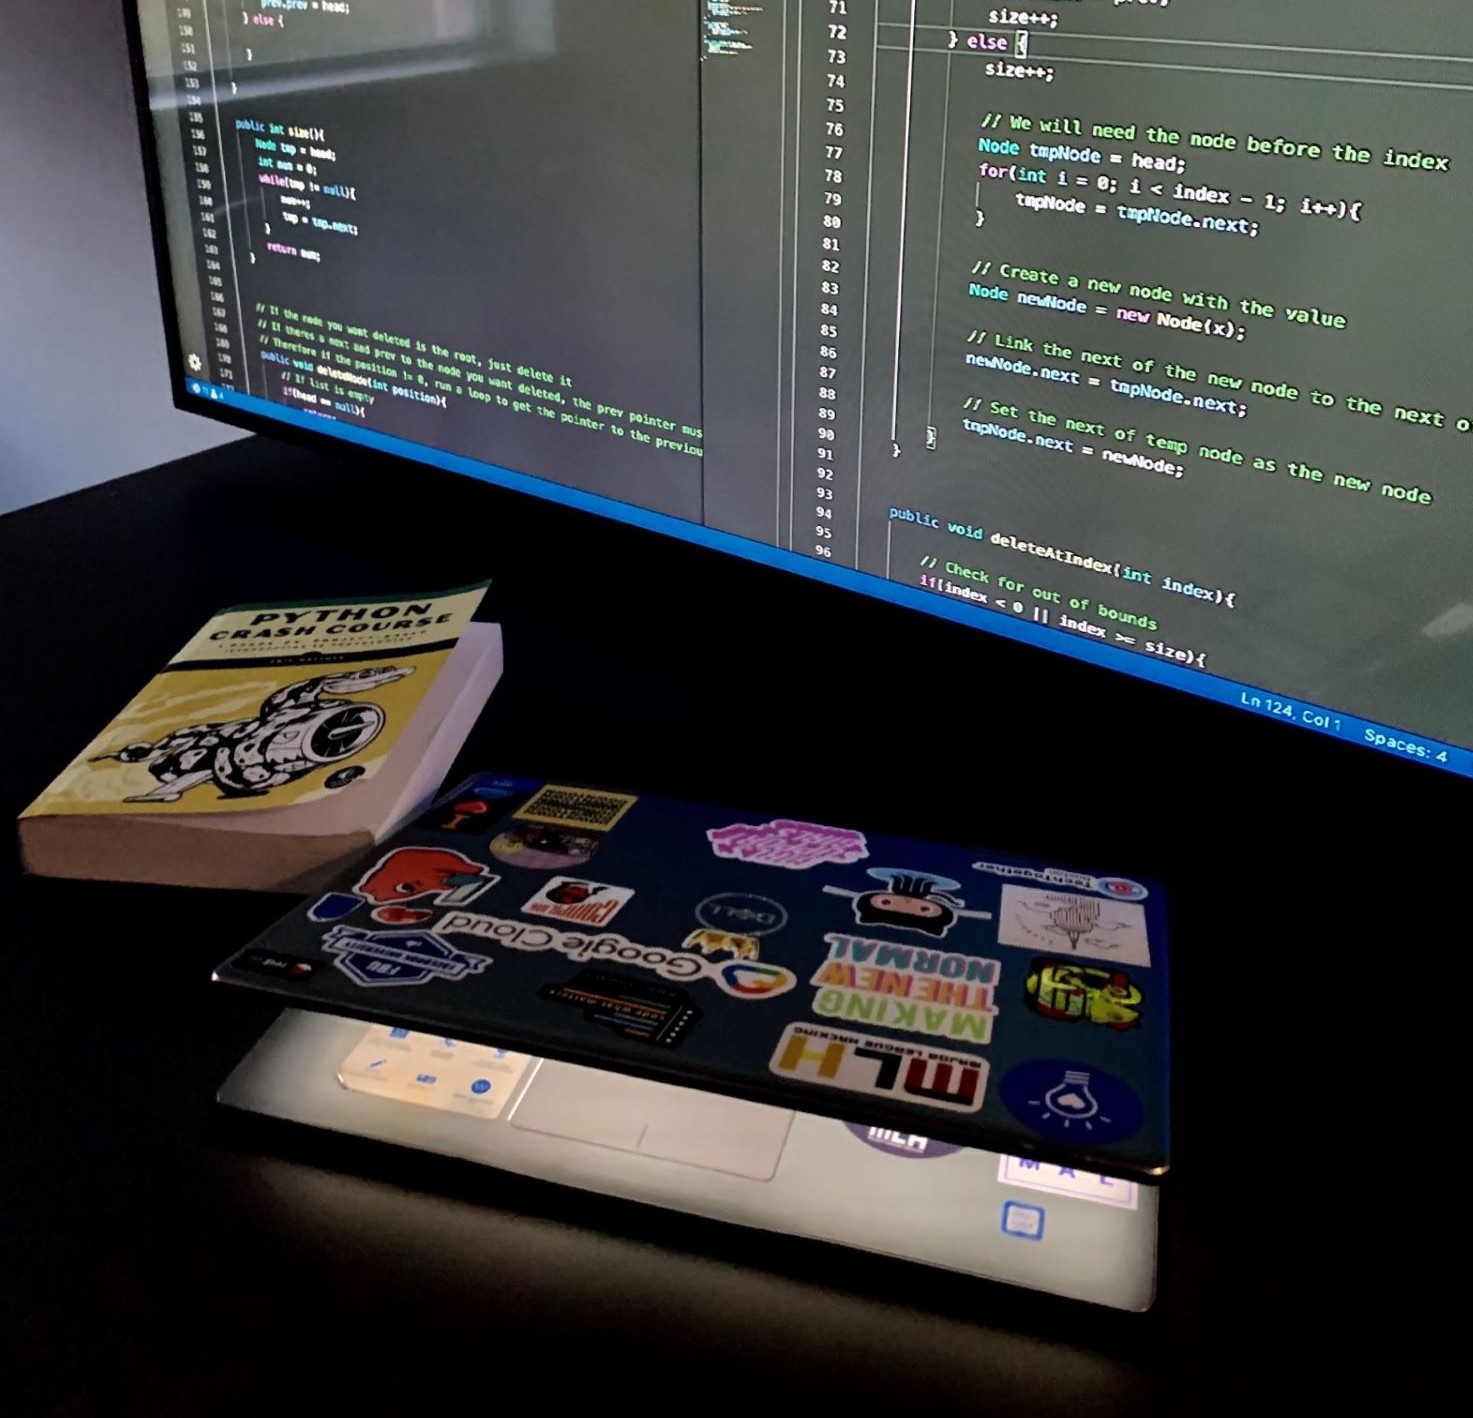 prev.prev = head;
} else {
}
}
public int size(){
Node tmp = head;
int num = 0;
while(tmp != null){
num++;
tmp = tmp.next;
}
return num;
}
// If the node you want deleted is the root, just delete it
// If theres a next and prev to the node you want deleted, the prev pointer mus
// Therefore if the position != 0, run a loop to get the pointer to the previou
public void deleteNode(int position){
// If list is empty
if(head == null){
71
72
73
74
75
76
77
78
79
80
81
82
83
84
85
86
87
88
89
90
91
92
93
94
95
96
size++;
} else {
size++;
// We will need the node before the index
Node tmpNode = head;
for(int i = 0; i < index - 1; i++){
tmpNode = tmpNode.next;
}
// Create a new node with the value
Node newNode = new Node(x);
// Link the next of the new node to the next o
newNode.next = tmpNode.next;
// Set the next of temp node as the new node
tmpNode.next = newNode;
}
public void deleteAtIndex(int index){
// Check for out of bounds
if(index < 0 || index >= size){
Ln 124, Col 1 Spaces: 4
PYTHON
CRASH COURSE
TechTogether
DELL
Google Cloud
MAKING
THE NEW
NORMAL
MLH
MAJOR LEAGUE HACKING
FBU
code what matters
MLH